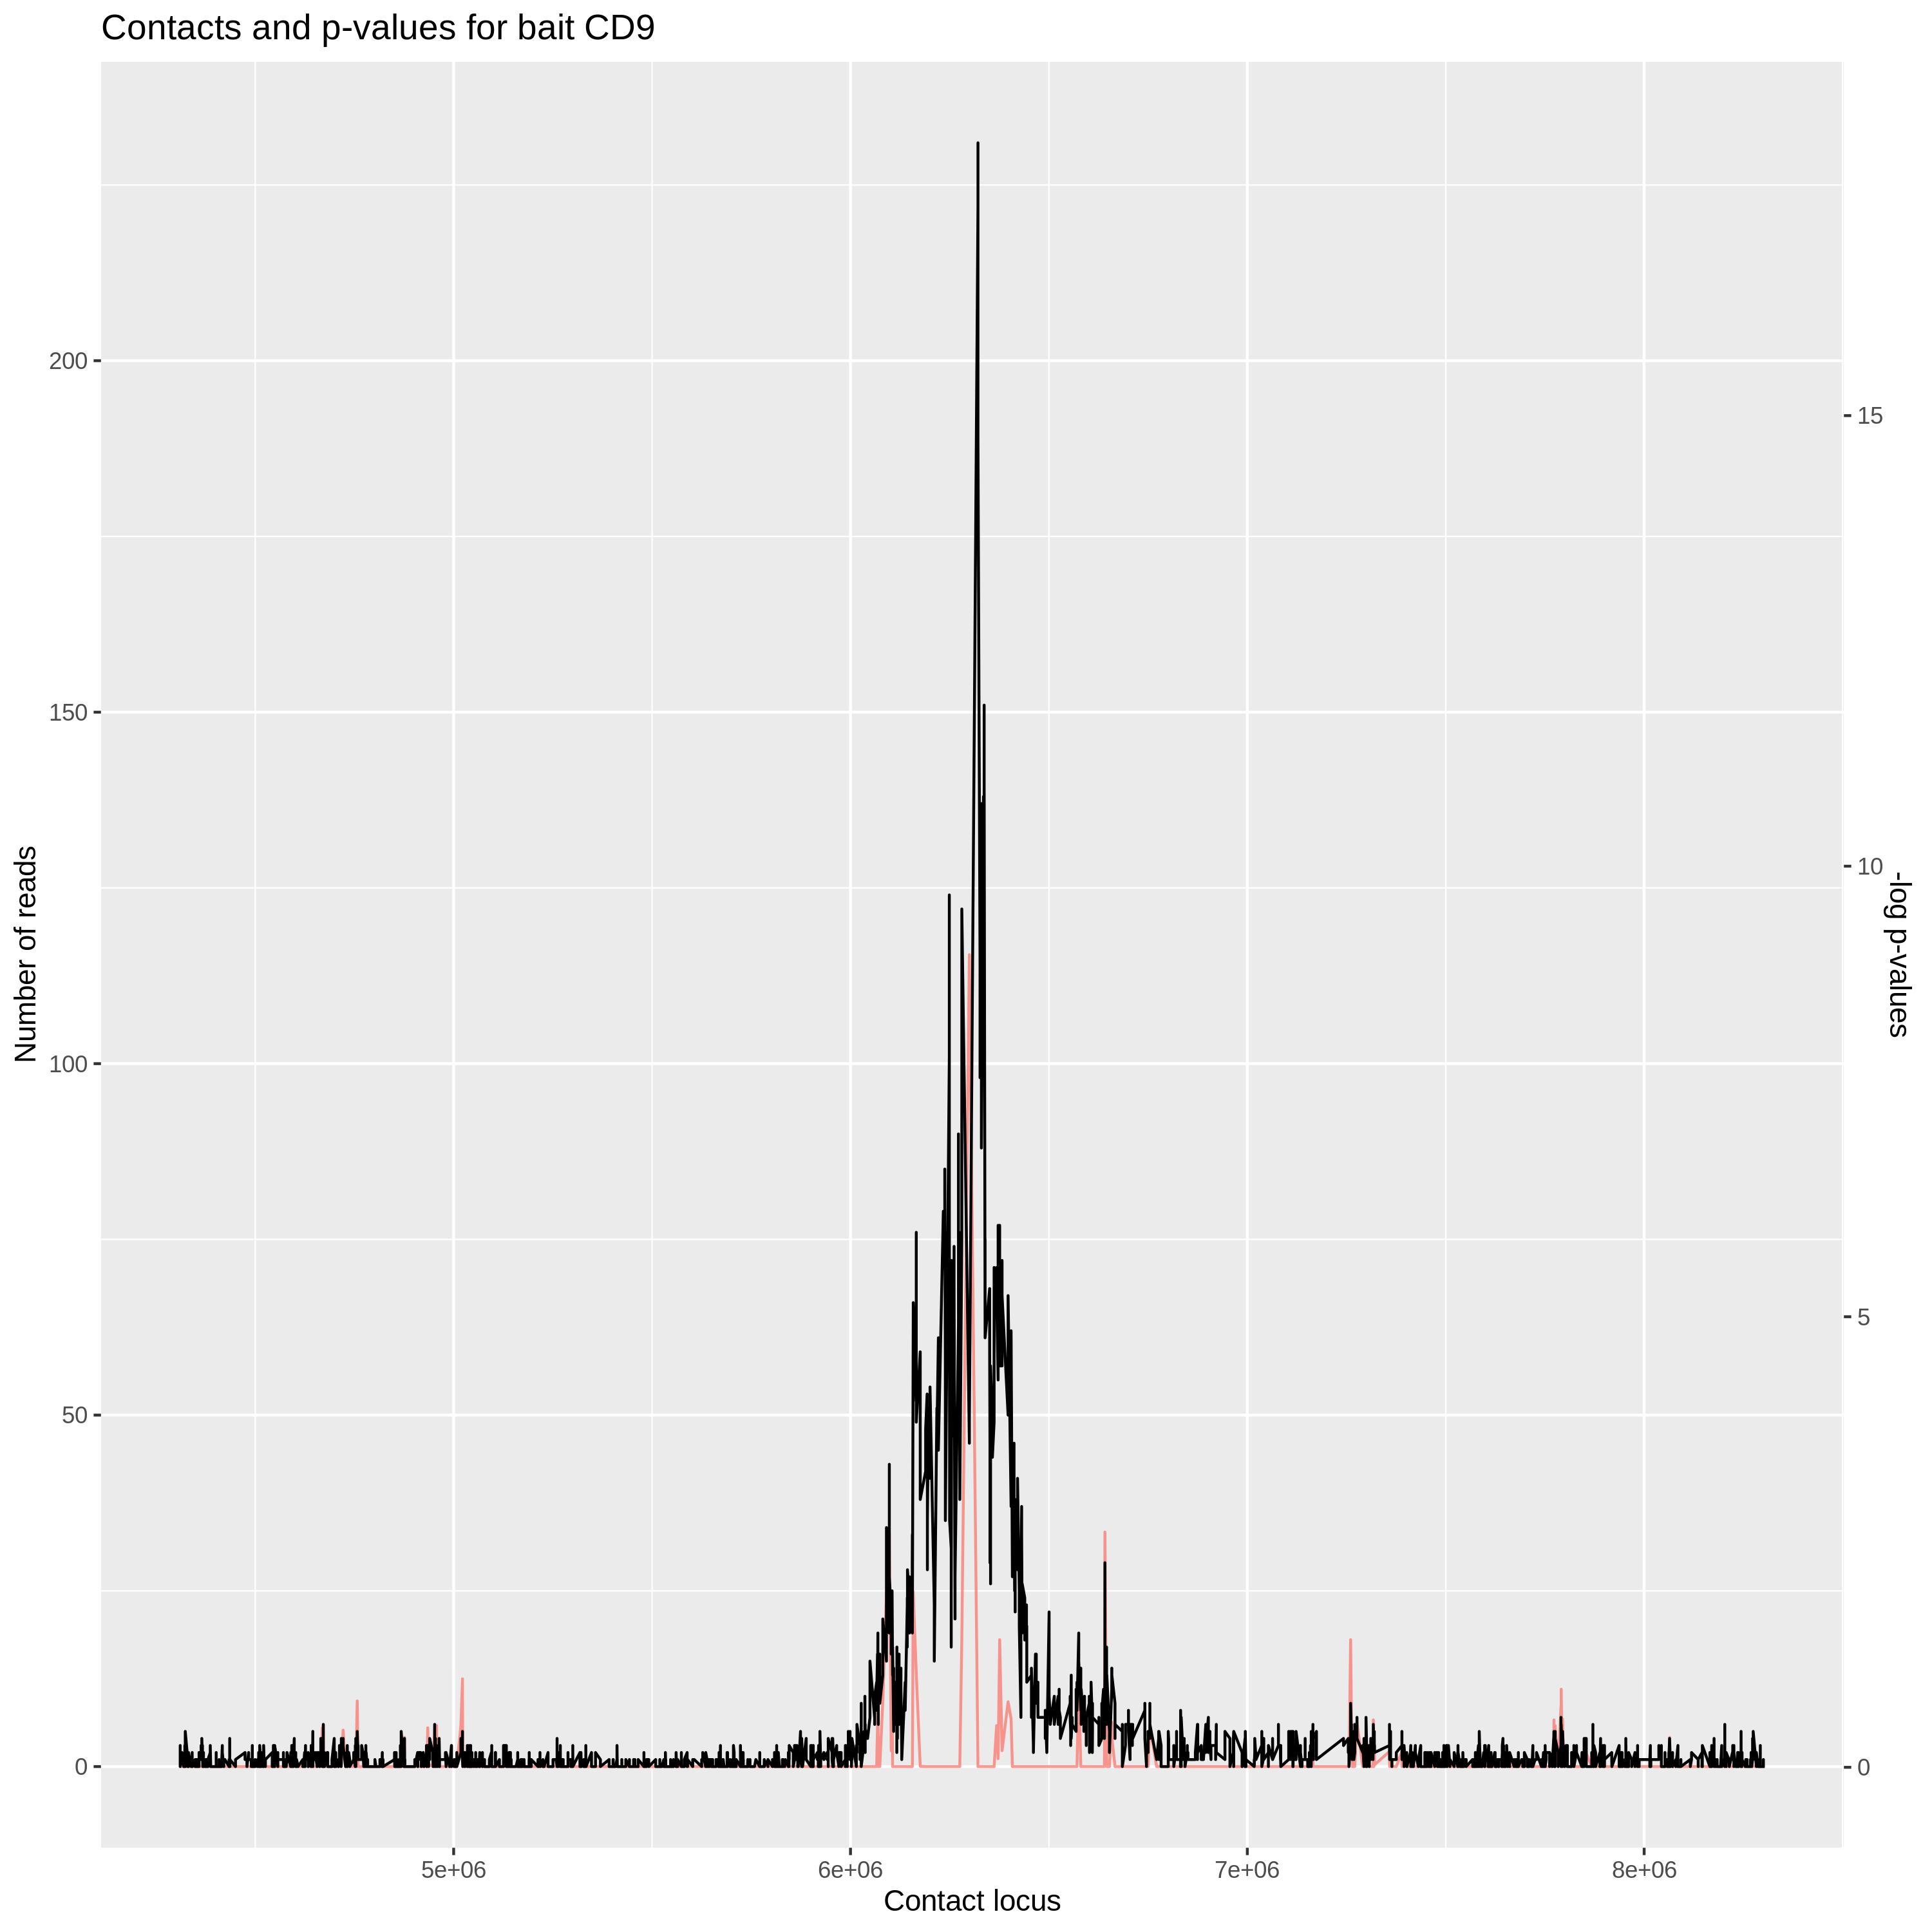 Contacts and p-values for bait CD9
200
150
100
50
0
15
10
5
0
5e+06
6e+06
7e+06
8e+06
Contact locus
Number of reads
-log p-values